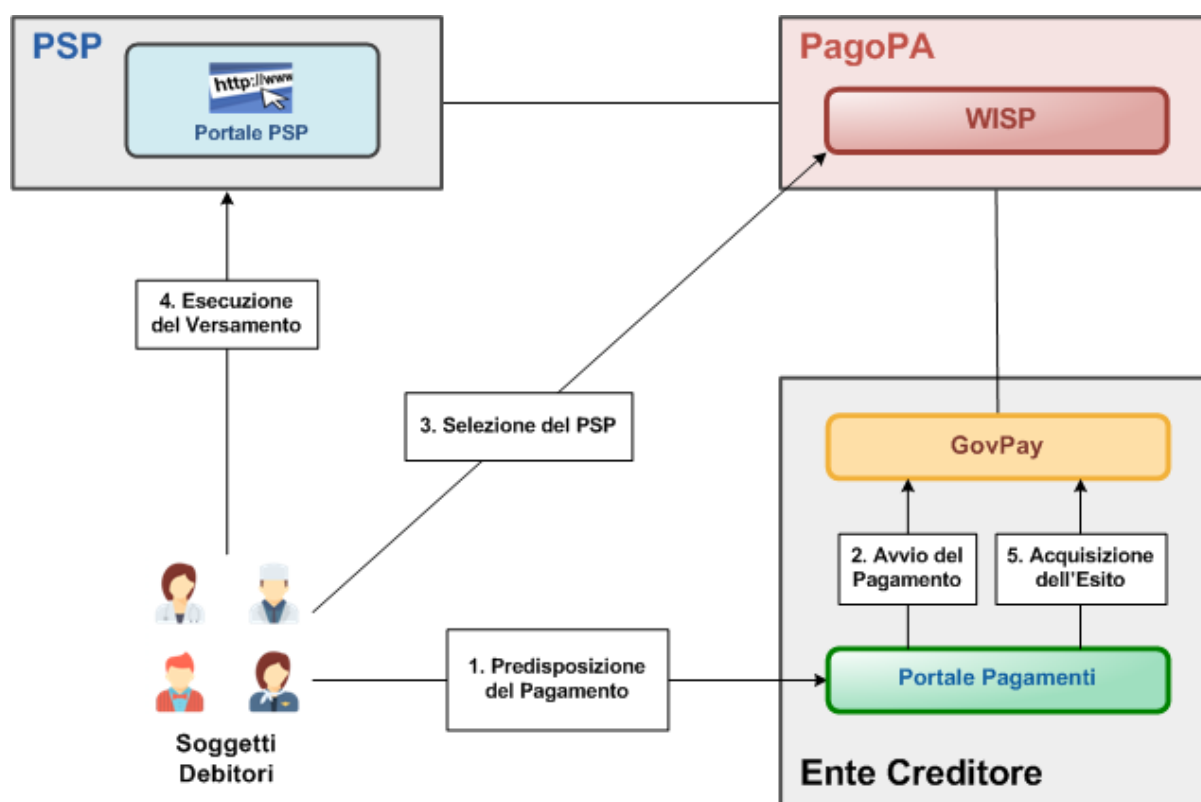 PSP
http://www
Portale PSP
PagoPA
WISP
4. Esecuzione
del Versamento
3. Selezione del PSP
GovPay
2. Avvio del
Pagamento
5. Acquisizione
dell'Esito
1. Predisposizione
del Pagamento
Portale Pagamenti
Soggetti
Debitori
Ente Creditore